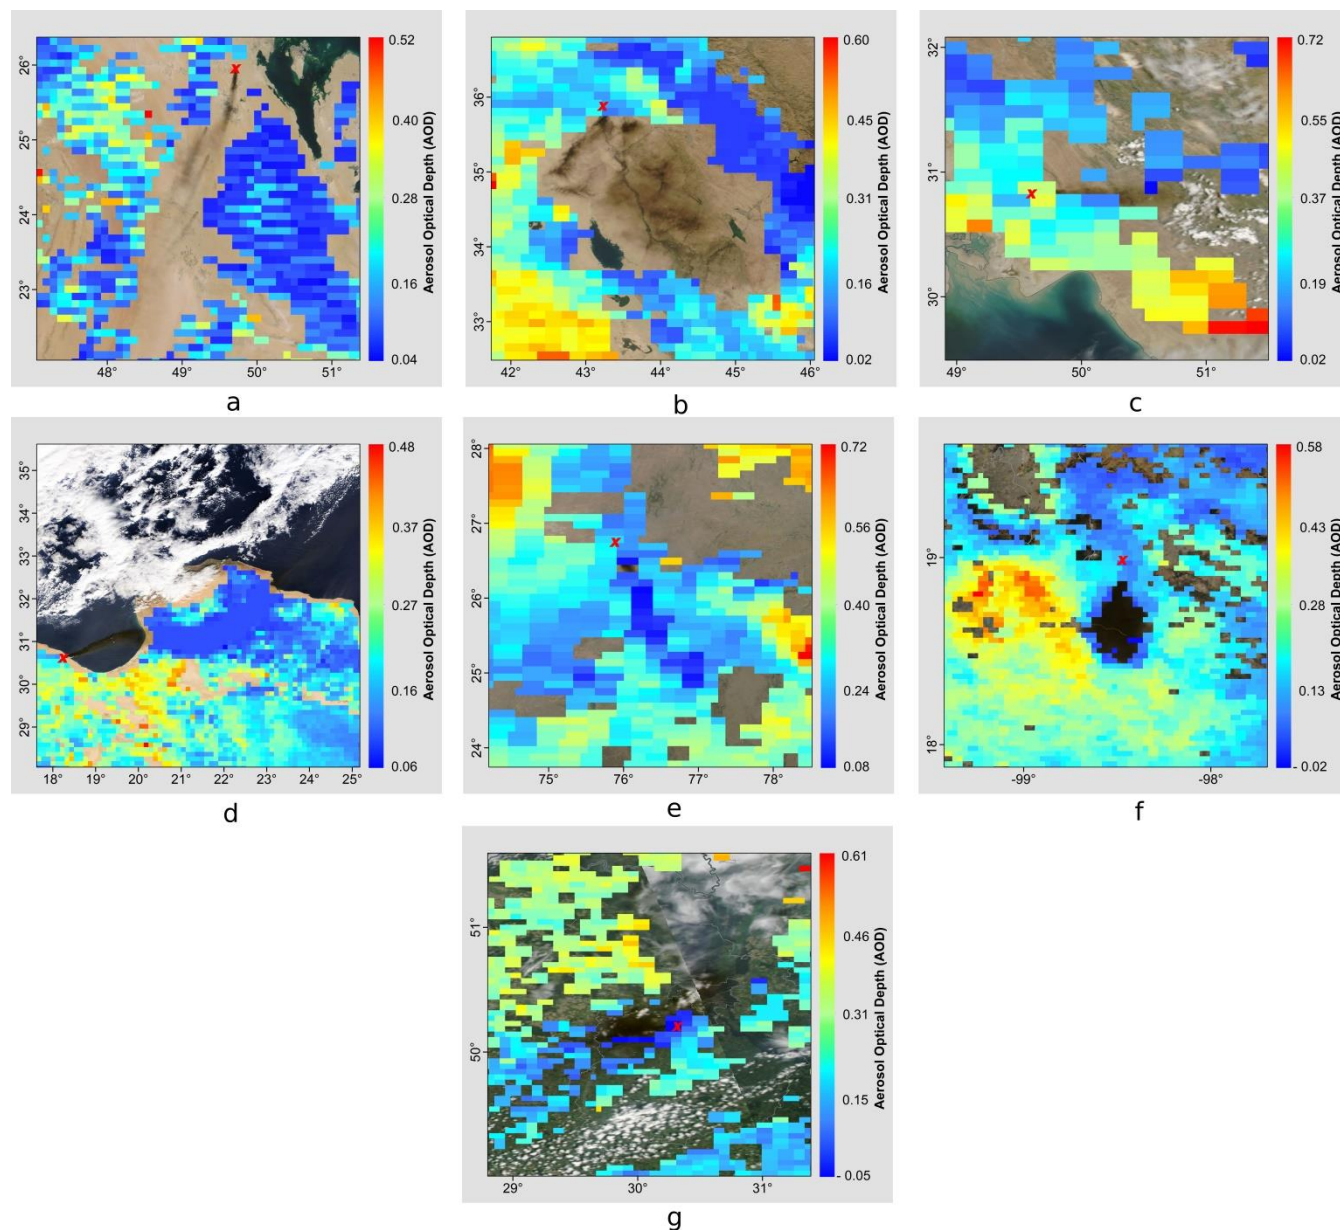 0.52
0.40
0.28
0.16
0.04
Aerosol Optical Depth (AOD)
26°
25°
24°
23°
48° 49° 50° 51°
x
a
0.60
0.45
0.31
0.16
0.02
Aerosol Optical Depth (AOD)
36°
35°
34°
33°
42° 43° 44° 45° 46°
x
b
0.72
0.55
0.37
0.19
0.02
Aerosol Optical Depth (AOD)
32°
31°
30°
49° 50° 51°
x
c
0.48
0.37
0.27
0.16
0.06
Aerosol Optical Depth (AOD)
35°
34°
33°
32°
31°
30°
29°
18° 19° 20° 21° 22° 23° 24° 25°
x
d
0.72
0.56
0.40
0.24
0.08
Aerosol Optical Depth (AOD)
28°
27°
26°
25°
24°
75° 76° 77° 78°
x
e
0.58
0.43
0.28
0.13
- 0.02
Aerosol Optical Depth (AOD)
19°
18°
-99° -98°
x
f
0.61
0.46
0.31
0.15
- 0.05
Aerosol Optical Depth (AOD)
51°
50°
29° 30° 31°
x
g